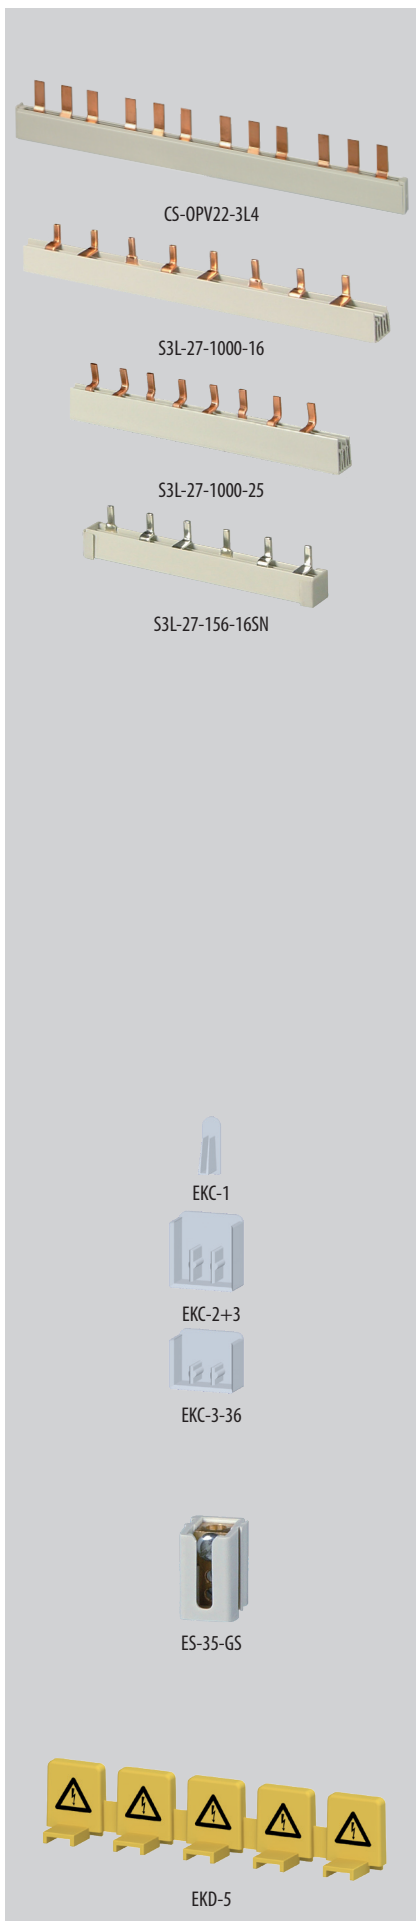 CS-OPV22-3L4
S3L-27-1000-16
S3L-27-1000-25
S3L-27-156-16SN
EKC-1
EKC-2+3
EKC-3-36
ES-35-GS
EKD-5